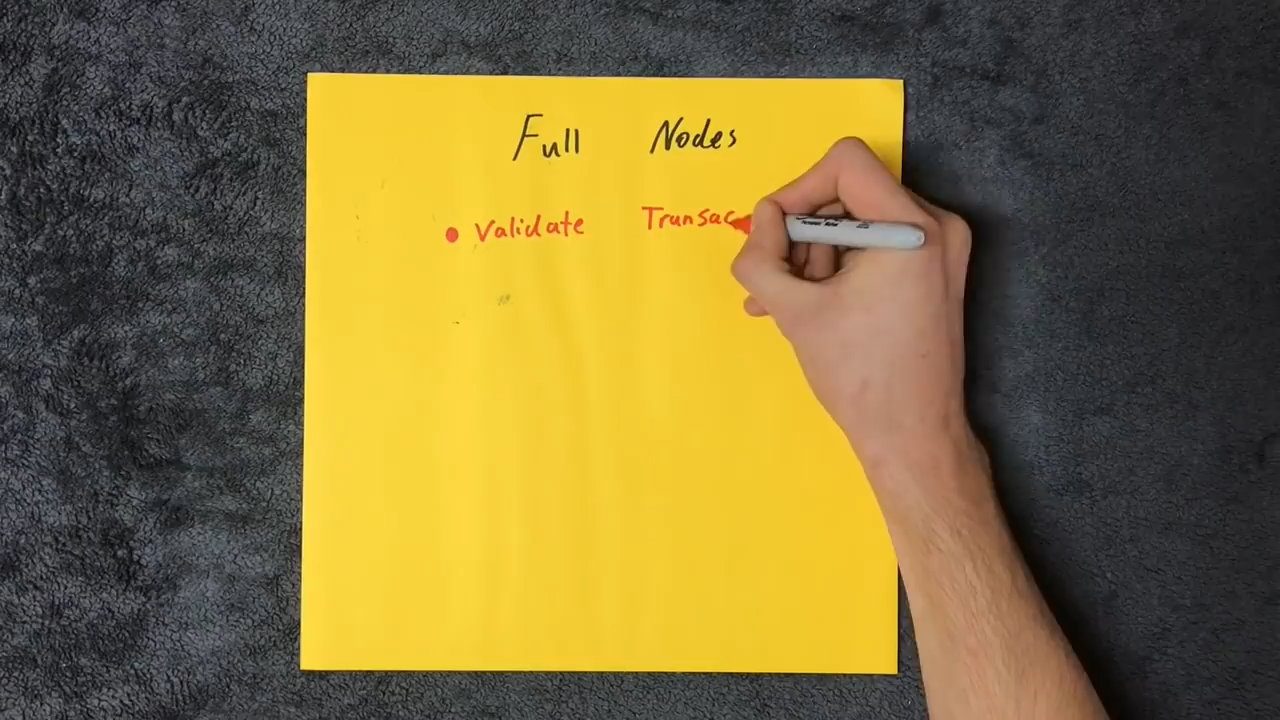 Full Nodes
• Validate Transac